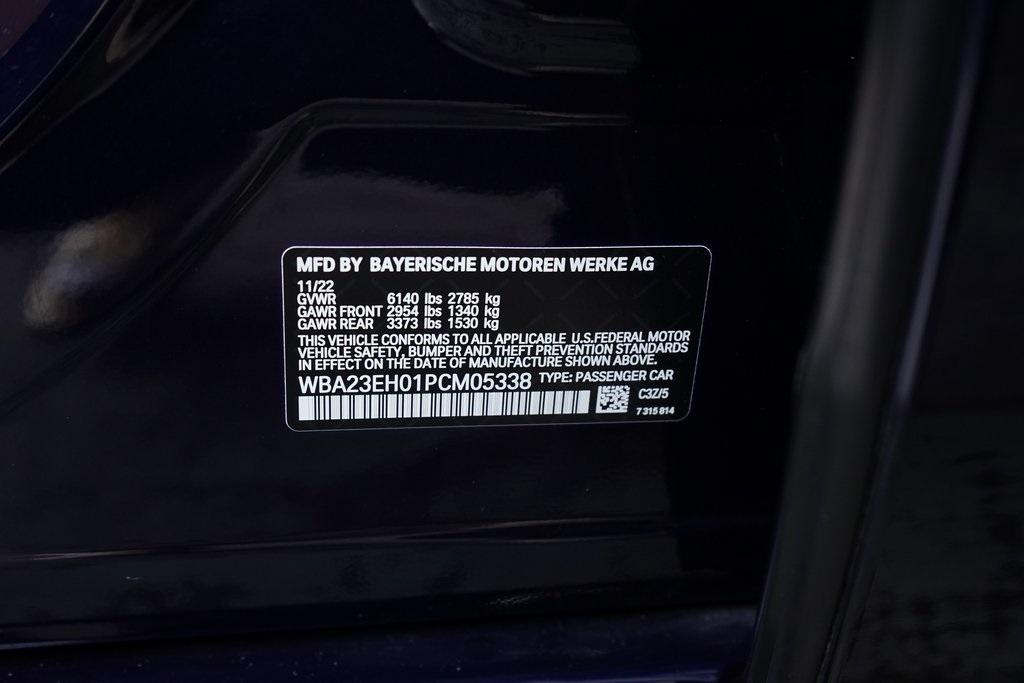 MFD BY BAYERISCHE MOTOREN WERKE AG
11/22
GVWR 6140 lbs 2785 kg
GAWR FRONT 2954 lbs 1340 kg
GAWR REAR 3373 lbs 1530 kg
THIS VEHICLE CONFORMS TO ALL APPLICABLE U.S.FEDERAL MOTOR
VEHICLE SAFETY, BUMPER AND THEFT PREVENTION STANDARDS
IN EFFECT ON THE DATE OF MANUFACTURE SHOWN ABOVE.
WBA23EH01PCM05338 TYPE: PASSENGER CAR
C3Z/5
7 315 814